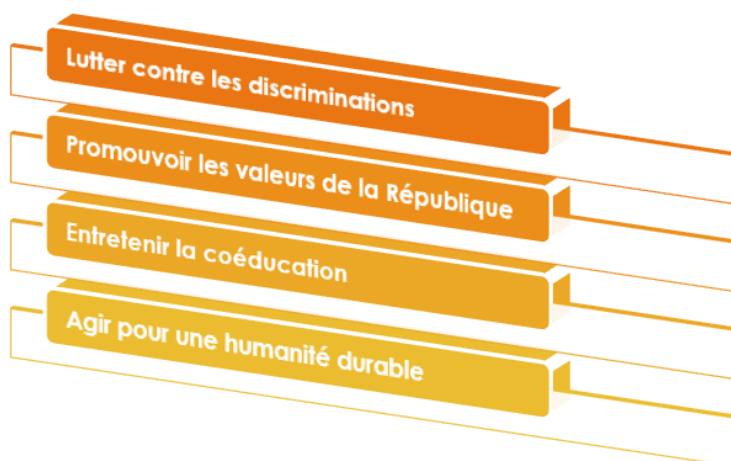 Lutter contre les discriminations
Promouvoir les valeurs de la République
Entretenir la coéducation
Agir pour une humanité durable